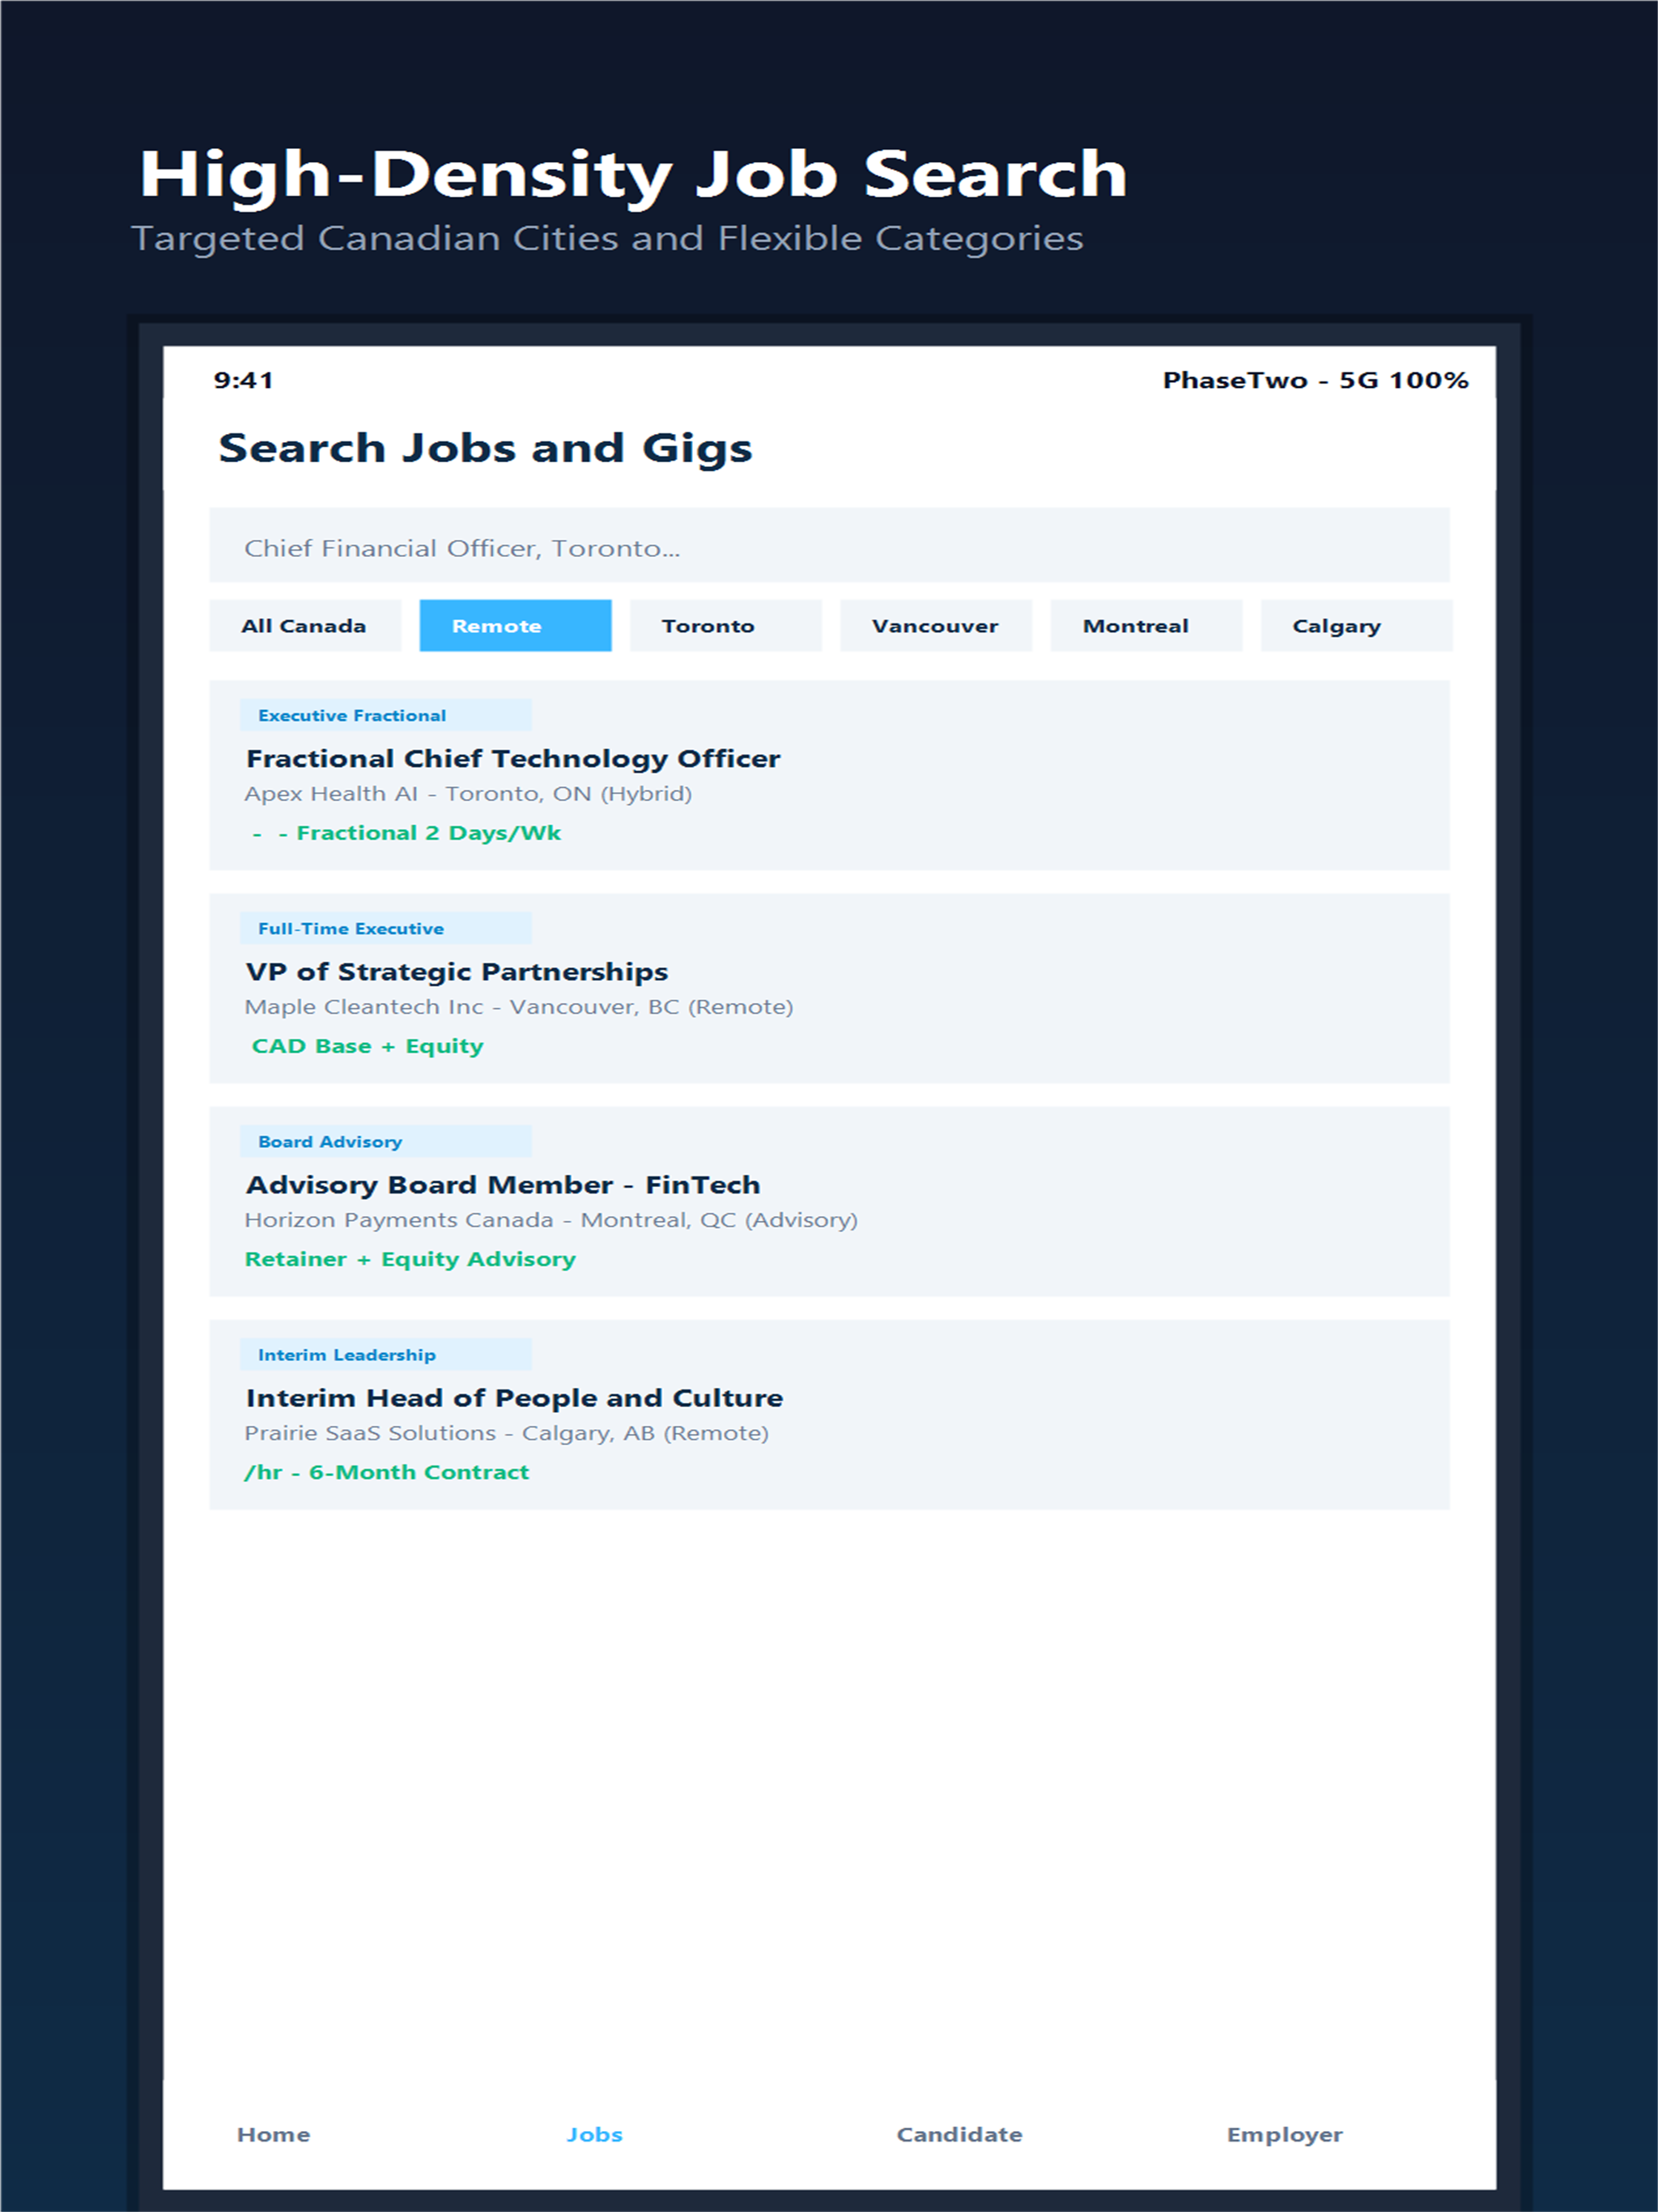 High-Density Job Search
Targeted Canadian Cities and Flexible Categories
9:41 PhaseTwo - 5G 100%
Search Jobs and Gigs
Chief Financial Officer, Toronto...
All Canada Remote Toronto Vancouver Montreal Calgary
Executive Fractional
Fractional Chief Technology Officer
Apex Health AI - Toronto, ON (Hybrid)
- - Fractional 2 Days/Wk
Full-Time Executive
VP of Strategic Partnerships
Maple Cleantech Inc - Vancouver, BC (Remote)
CAD Base + Equity
Board Advisory
Advisory Board Member - FinTech
Horizon Payments Canada - Montreal, QC (Advisory)
Retainer + Equity Advisory
Interim Leadership
Interim Head of People and Culture
Prairie SaaS Solutions - Calgary, AB (Remote)
/hr - 6-Month Contract
Home Jobs Candidate Employer